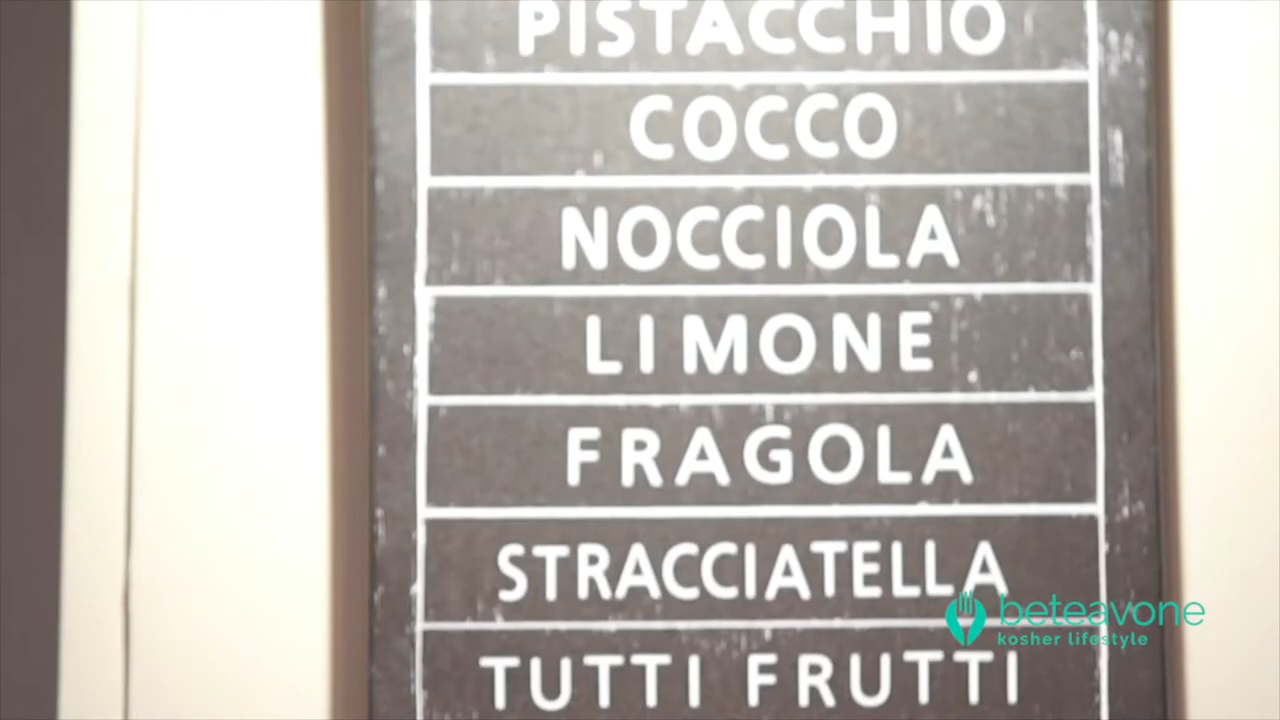 PISTACCHIO
COCCO
NOCCIOLA
LIMONE
FRAGOLA
STRACCIATELLA
beteavone
kosher lifestyle
TUTTI FRUTTI